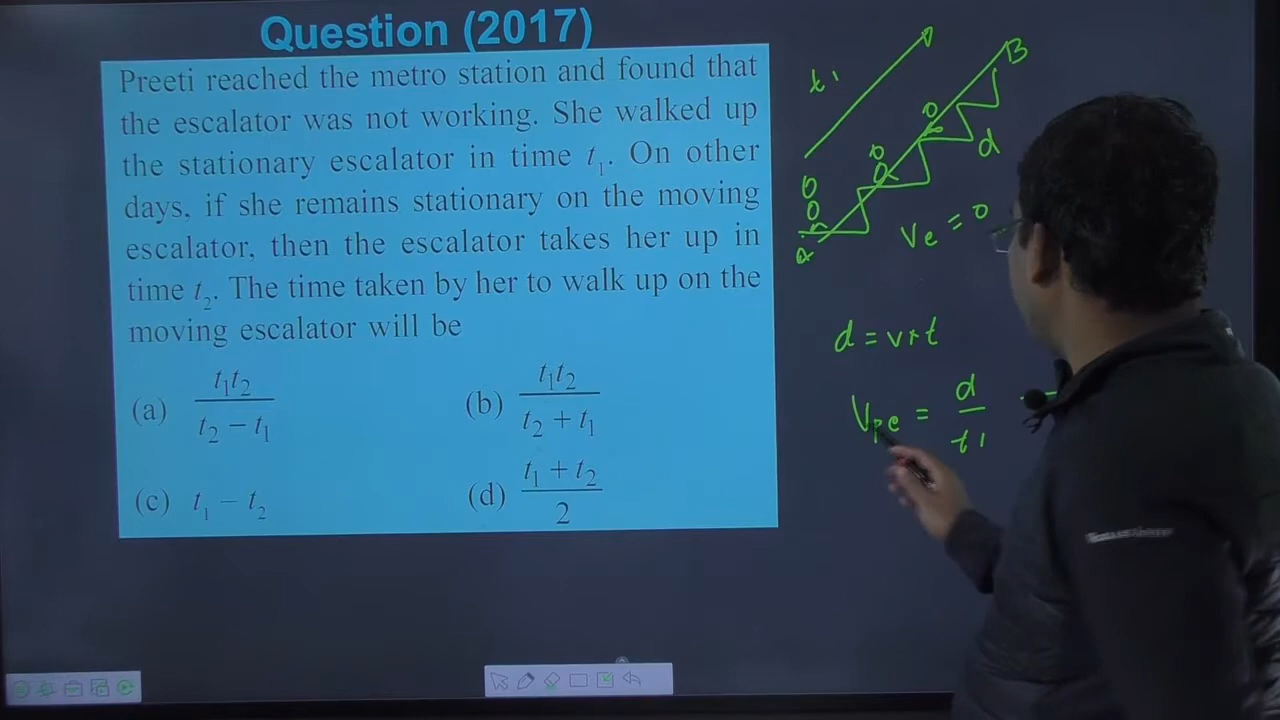 Question (2017)
Preeti reached the metro station and found that
the escalator was not working. She walked up
the stationary escalator in time t₁. On other
days, if she remains stationary on the moving
escalator, then the escalator takes her up in
time t₂. The time taken by her to walk up on the
moving escalator will be
(a) t₁t₂ / t₂ − t₁
(b) t₁t₂ / t₂ + t₁
(c) t₁ − t₂
(d) t₁ + t₂ / 2
t₁
B
d
A
Ve = 0
d = v × t
Vpe = d / t₁